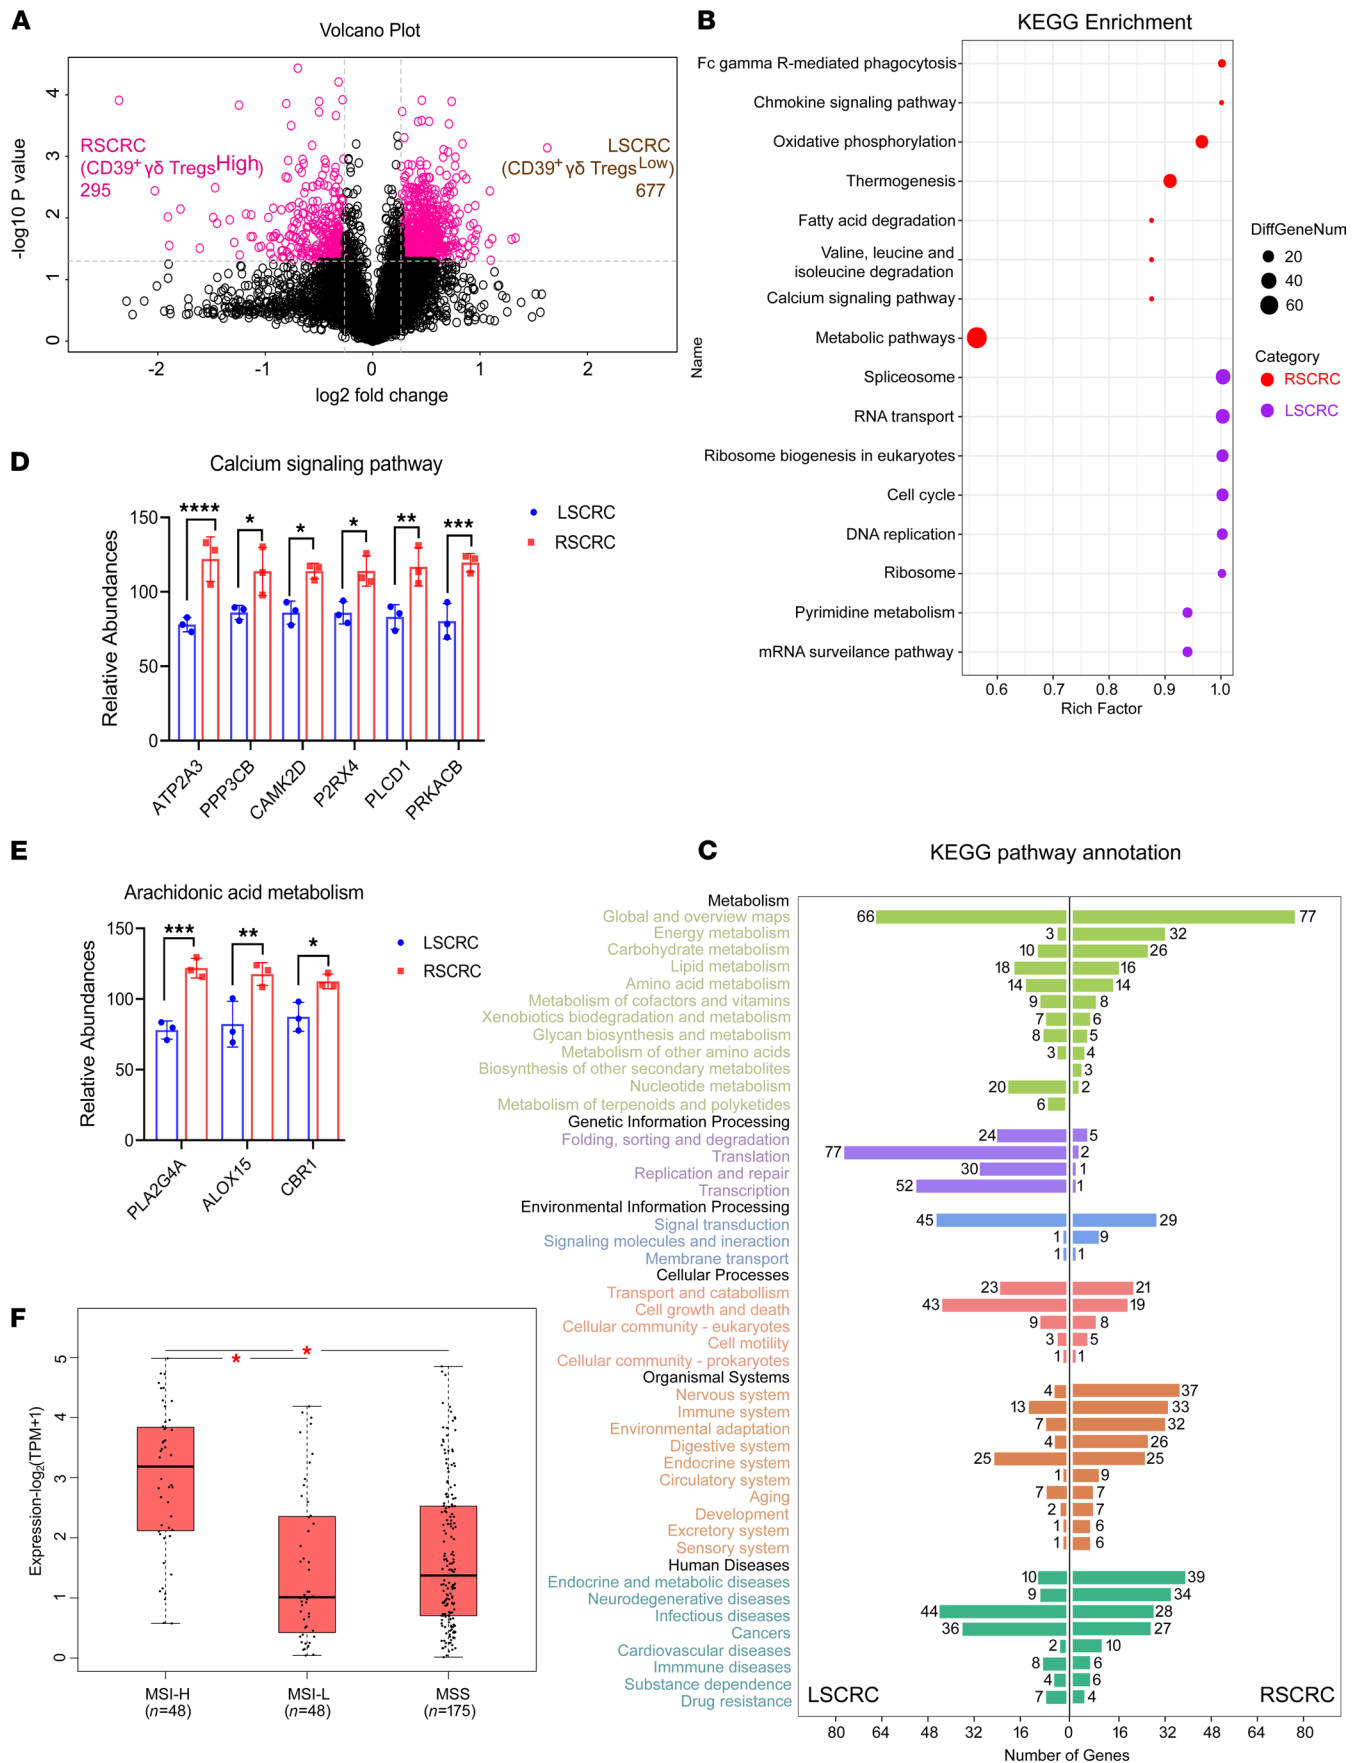 A
Volcano Plot
-log10 P value
4
3
2
1
0
RSCRC
(CD39+ γδ TregsHigh)
295
LSCRC
(CD39+ γδ TregsLow)
677
-2
-1
0
1
2
log2 fold change
B
KEGG Enrichment
Name
Fc gamma R-mediated phagocytosis
Chmokine signaling pathway
Oxidative phosphorylation
Thermogenesis
Fatty acid degradation
Valine, leucine and
isoleucine degradation
Calcium signaling pathway
Metabolic pathways
Spliceosome
RNA transport
Ribosome biogenesis in eukaryotes
Cell cycle
DNA replication
Ribosome
Pyrimidine metabolism
mRNA surveilance pathway
0.6
0.7
0.8
0.9
1.0
Rich Factor
DiffGeneNum
20
40
60
Category
RSCRC
LSCRC
D
Calcium signaling pathway
Relative Abundances
150
100
50
0
****
*
*
*
**
***
LSCRC
RSCRC
ATP2A3
PPP3CB
CAMK2D
P2RX4
PLCD1
PRKACB
E
Arachidonic acid metabolism
Relative Abundances
150
100
50
0
***
**
*
LSCRC
RSCRC
PLA2G4A
ALOX15
CBR1
F
Expression-log2(TPM+1)
5
4
3
2
1
0
*
*
MSI-H
(n=48)
MSI-L
(n=48)
MSS
(n=175)
C
KEGG pathway annotation
Metabolism
Global and overview maps 66 77
Energy metabolism 3 32
Carbohydrate metabolism 10 26
Lipid metabolism 18 16
Amino acid metabolism 14 14
Metabolism of cofactors and vitamins 9 8
Xenobiotics biodegradation and metabolism 7 6
Glycan biosynthesis and metabolism 8 5
Metabolism of other amino acids 3 4
Biosynthesis of other secondary metabolites 3
Nucleotide metabolism 20 2
Metabolism of terpenoids and polyketides 6
Genetic Information Processing
Folding, sorting and degradation 24 5
Translation 77 2
Replication and repair 30 1
Transcription 52 1
Environmental Information Processing
Signal transduction 45 29
Signaling molecules and ineraction 1 9
Membrane transport 1 1
Cellular Processes
Transport and catabollism 23 21
Cell growth and death 43 19
Cellular community - eukaryotes 9 8
Cell motility 3 5
Cellular community - prokaryotes 1 1
Organismal Systems
Nervous system 4 37
Immune system 13 33
Environmental adaptation 7 32
Digestive system 4 26
Endocrine system 25 25
Circulatory system 1 9
Aging 7 7
Development 2 7
Excretory system 1 6
Sensory system 1 6
Human Diseases
Endocrine and metabolic diseases 10 39
Neurodegenerative diseases 9 34
Infectious diseases 44 28
Cancers 36 27
Cardiovascular diseases 2 10
Immmune diseases 8 6
Substance dependence 4 6
Drug resistance 7 4
LSCRC
RSCRC
80 64 48 32 16 0 16 32 48 64 80
Number of Genes